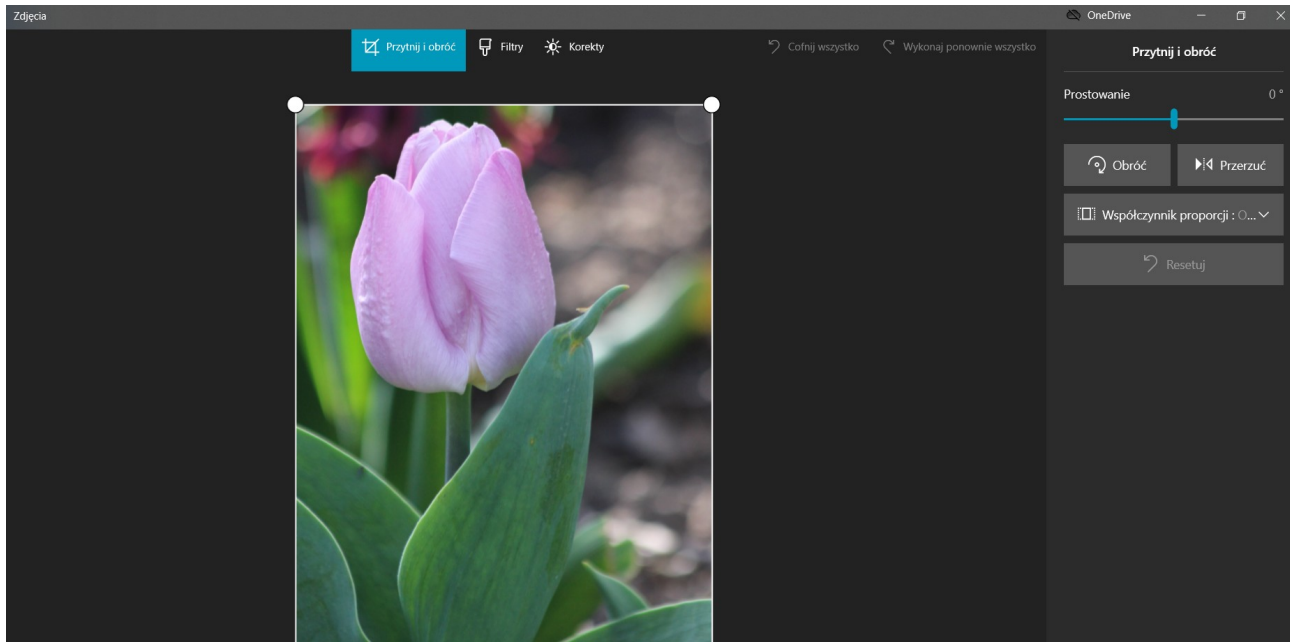 Zdjęcia
OneDrive
Przytnij i obróć
Filtry
Korekty
Cofnij wszystko
Wykonaj ponownie wszystko
Przytnij i obróć
Prostowanie 0 °
Obróć
Przerzuć
Współczynnik proporcji : O...
Resetuj